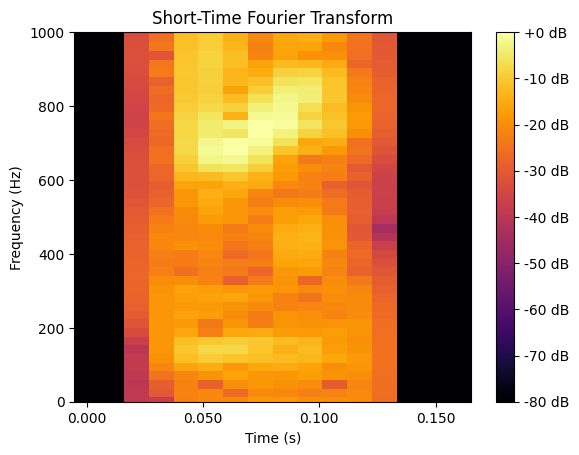 Short-Time Fourier Transform
1000
800
600
400
200
0
Frequency (Hz)
0.000
0.050
0.100
0.150
Time (s)
+0 dB
-10 dB
-20 dB
-30 dB
-40 dB
-50 dB
-60 dB
-70 dB
-80 dB